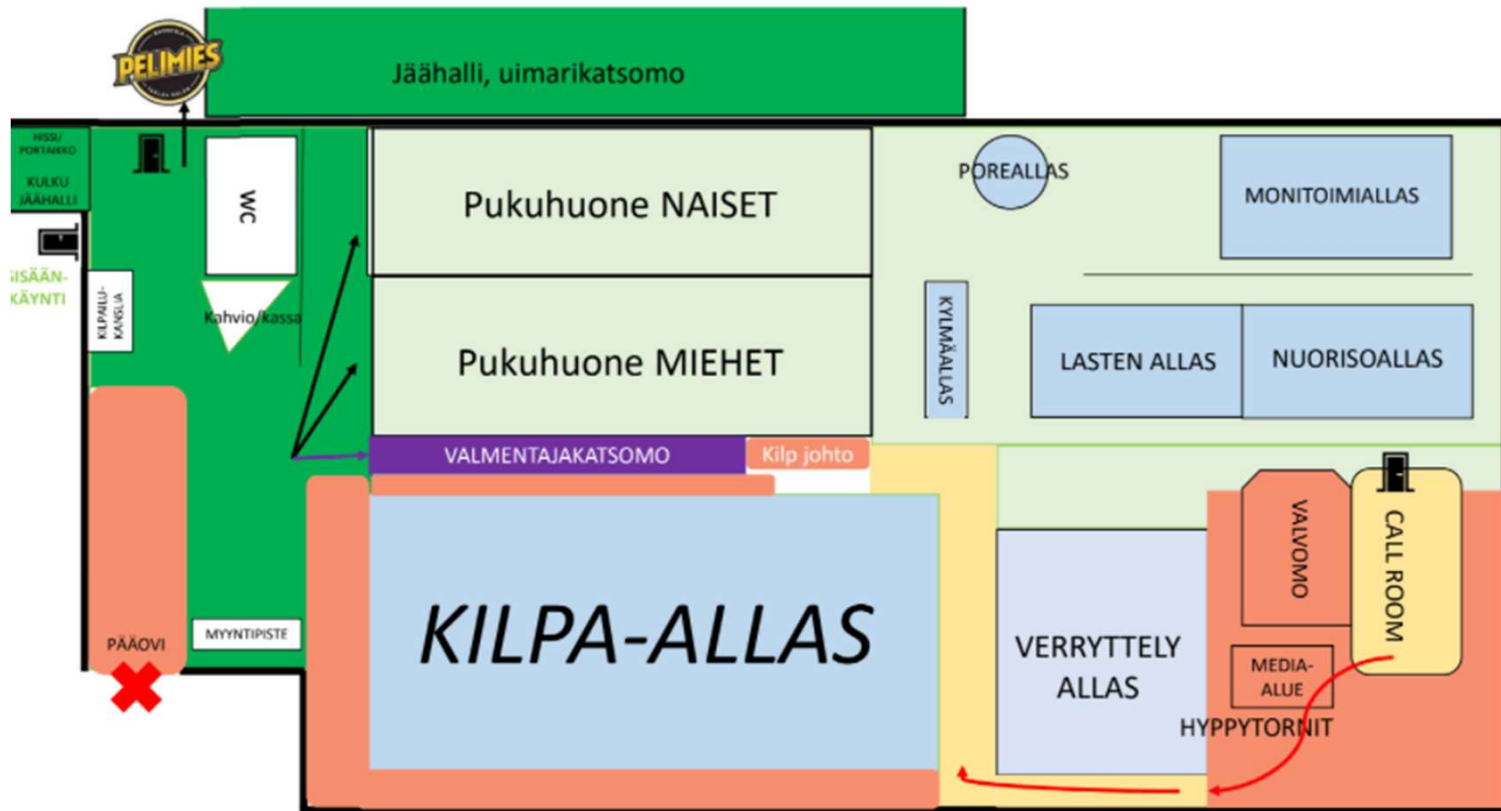 PELIMIES
Jäähalli, uimarikatsomo
HISSI/
PORTAIKKO
KULKU
JÄÄHALLI
SISÄÄN-
KÄYNTI
KILPAILU-
KANSLIA
WC
Kahvio/kassa
Pukuhuone NAISET
Pukuhuone MIEHET
POREALLAS
MONITOIMIALLAS
KYLMÄALLAS
LASTEN ALLAS
NUORISOALLAS
VALMENTAJAKATSOMO
Kilp johto
PÄÄOVI
MYYNTIPISTE
KILPA-ALLAS
VERRYTTELY
ALLAS
VALVOMO
CALL ROOM
MEDIA-
ALUE
HYPPYTORNIT